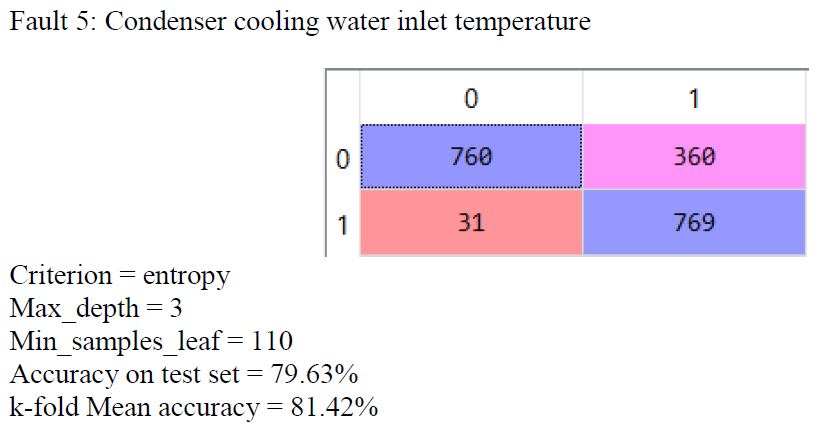 Fault 5: Condenser cooling water inlet temperature
0 1
0 760 360
1 31 769
Criterion = entropy
Max_depth = 3
Min_samples_leaf = 110
Accuracy on test set = 79.63%
k-fold Mean accuracy = 81.42%